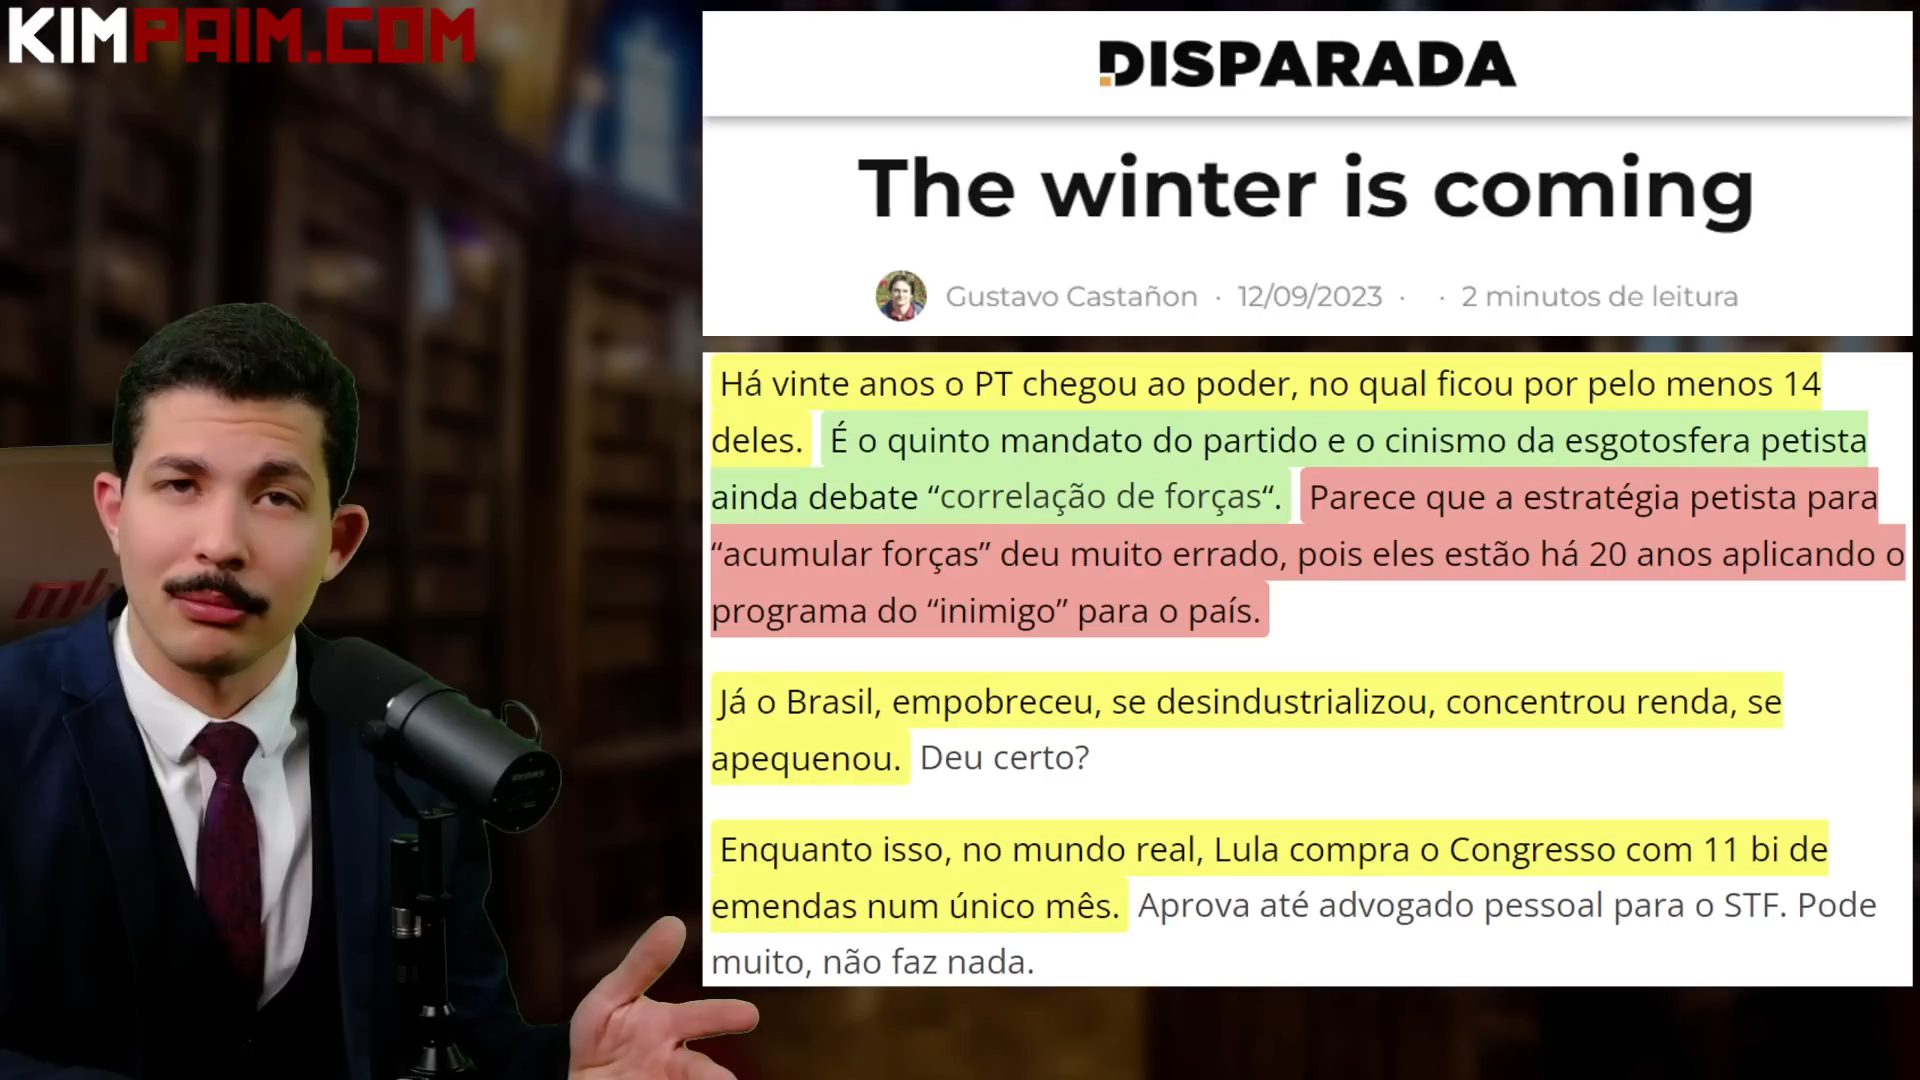 KIMPAIM.COM
DISPARADA
The winter is coming
Gustavo Castañon · 12/09/2023 · · 2 minutos de leitura
Há vinte anos o PT chegou ao poder, no qual ficou por pelo menos 14
deles. É o quinto mandato do partido e o cinismo da esgotosfera petista
ainda debate “correlação de forças“. Parece que a estratégia petista para
“acumular forças” deu muito errado, pois eles estão há 20 anos aplicando o
programa do “inimigo” para o país.
Já o Brasil, empobreceu, se desindustrializou, concentrou renda, se
apequenou. Deu certo?
Enquanto isso, no mundo real, Lula compra o Congresso com 11 bi de
emendas num único mês. Aprova até advogado pessoal para o STF. Pode
muito, não faz nada.